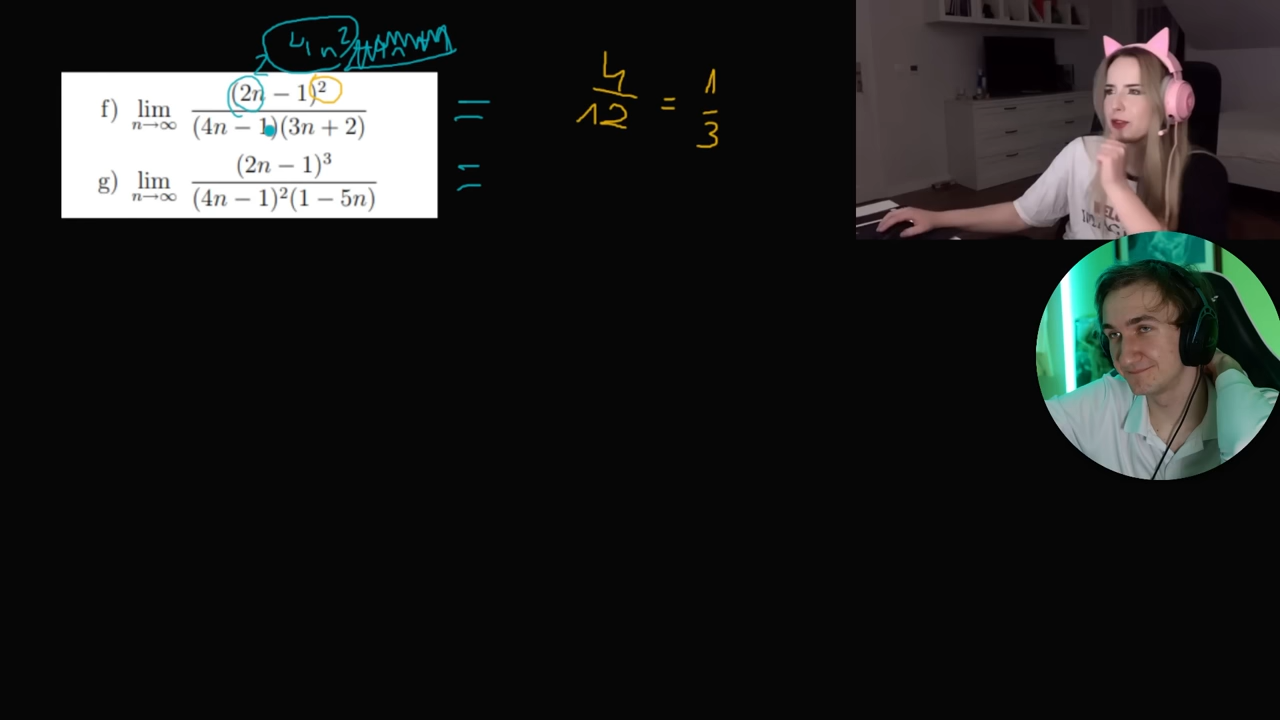 4n²
f) lim n→∞ (2n − 1)² / (4n − 1)(3n + 2) = 4/12 = 1/3
g) lim n→∞ (2n − 1)³ / (4n − 1)²(1 − 5n) =